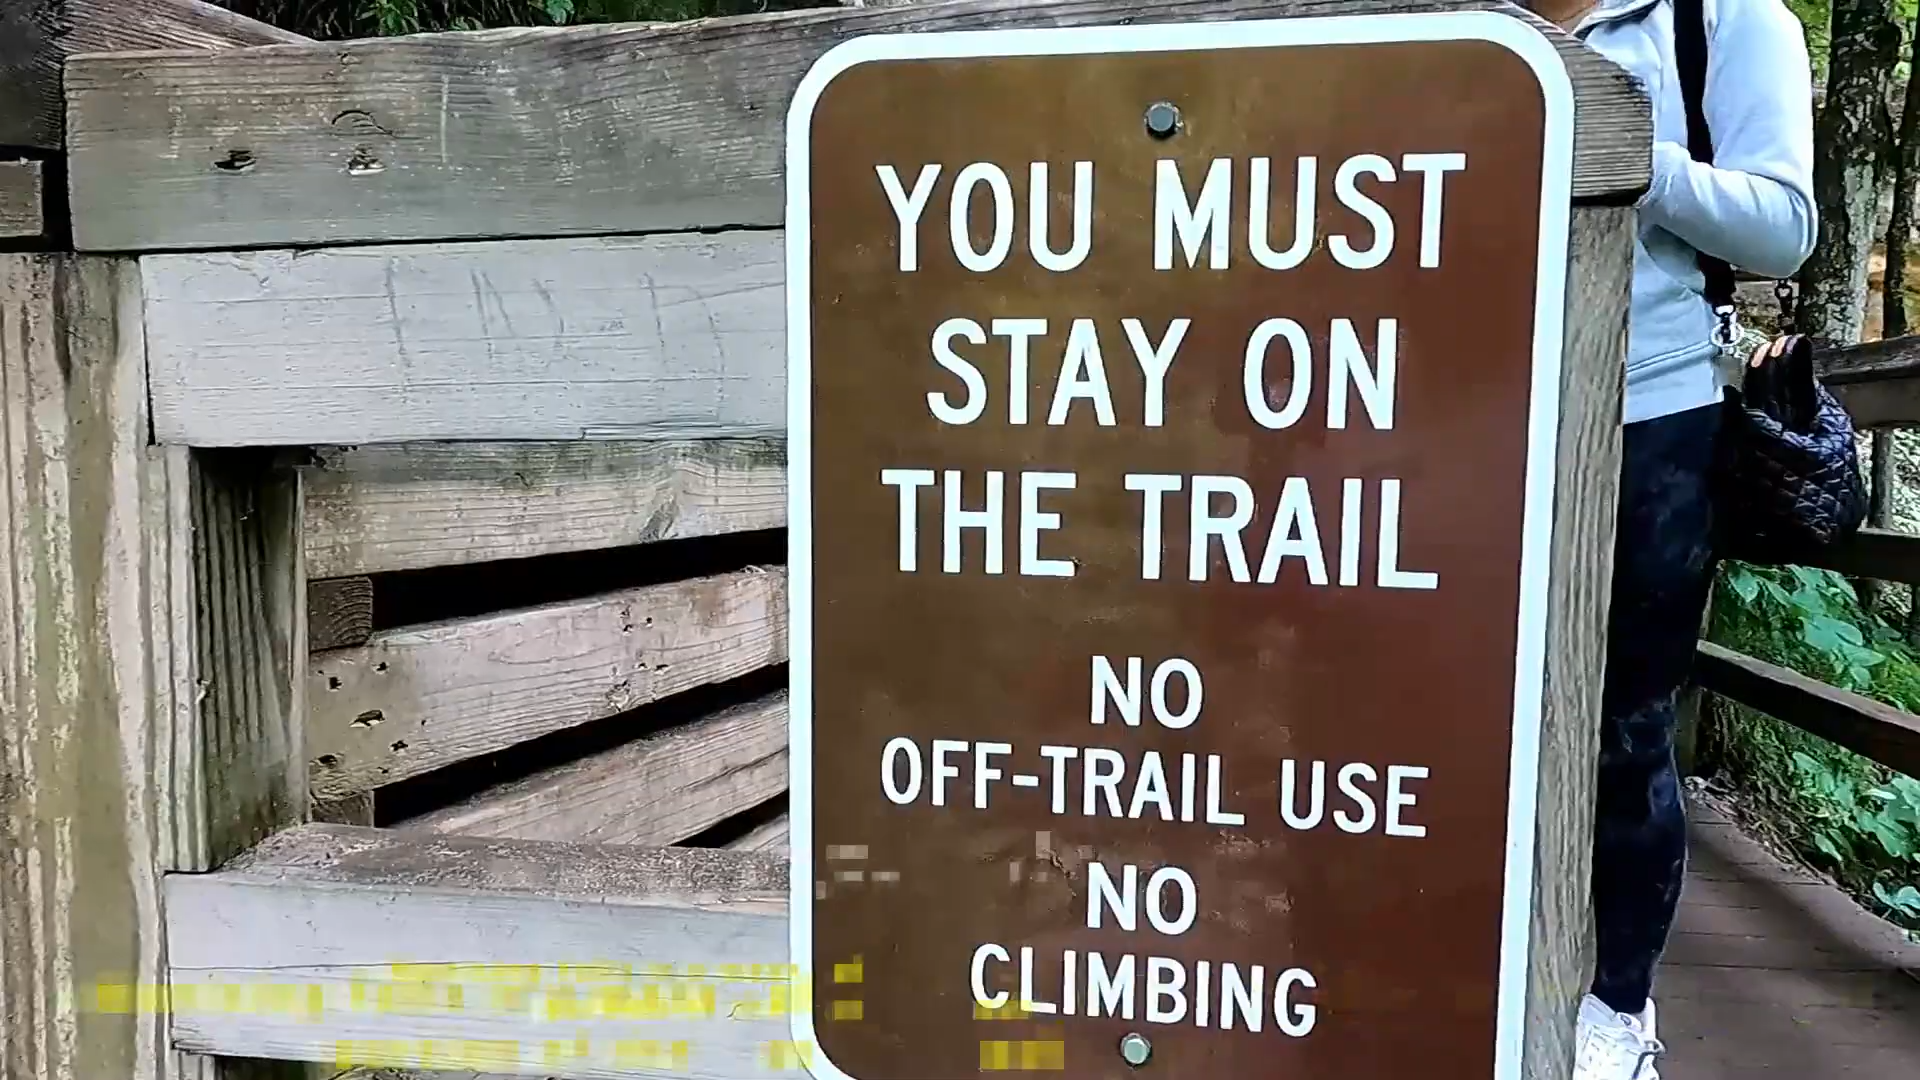 YOU MUST
STAY ON
THE TRAIL
NO
OFF-TRAIL USE
NO
CLIMBING